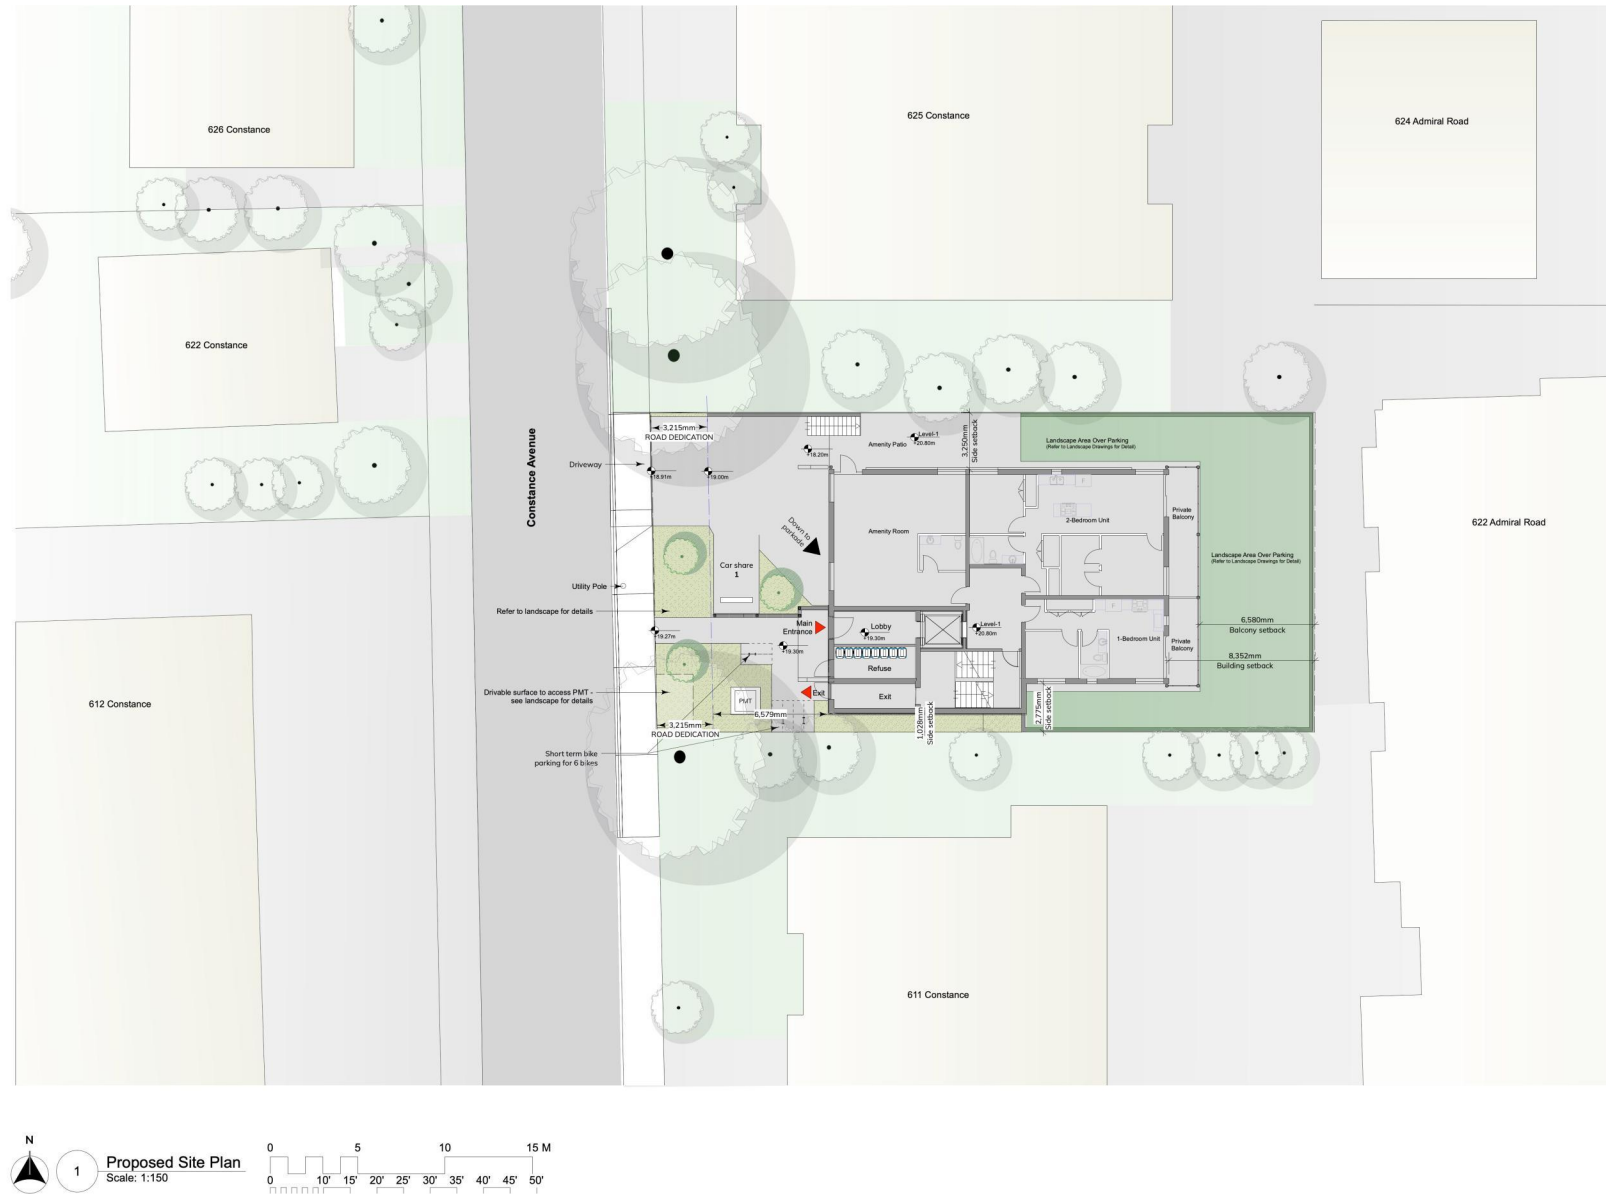 626 Constance
625 Constance
624 Admiral Road
622 Constance
Constance Avenue
3,215mm
ROAD DEDICATION
Driveway
+18.91m
+19.00m
+18.20m
Amenity Patio
Level-1
+20.80m
3,250mm
Side setback
Landscape Area Over Parking
(Refer to Landscape Drawings for Detail)
Down to
parkade
Amenity Room
2-Bedroom Unit
Private
Balcony
622 Admiral Road
Landscape Area Over Parking
(Refer to Landscape Drawings for Detail)
Car share
1
Utility Pole
Refer to landscape for details
Main
Entrance
Lobby
+19.30m
Level-1
+20.80m
+19.27m
+19.30m
1-Bedroom Unit
Private
Balcony
6,580mm
Balcony setback
8,352mm
Building setback
Refuse
Exit
Exit
Drivable surface to access PMT -
see landscape for details
PMT
6,579mm
3,215mm
ROAD DEDICATION
1,028mm
Side setback
2,775mm
Side setback
612 Constance
Short term bike
parking for 6 bikes
611 Constance
N
1
Proposed Site Plan
Scale: 1:150
0 5 10 15 M
0 10' 15' 20' 25' 30' 35' 40' 45' 50'